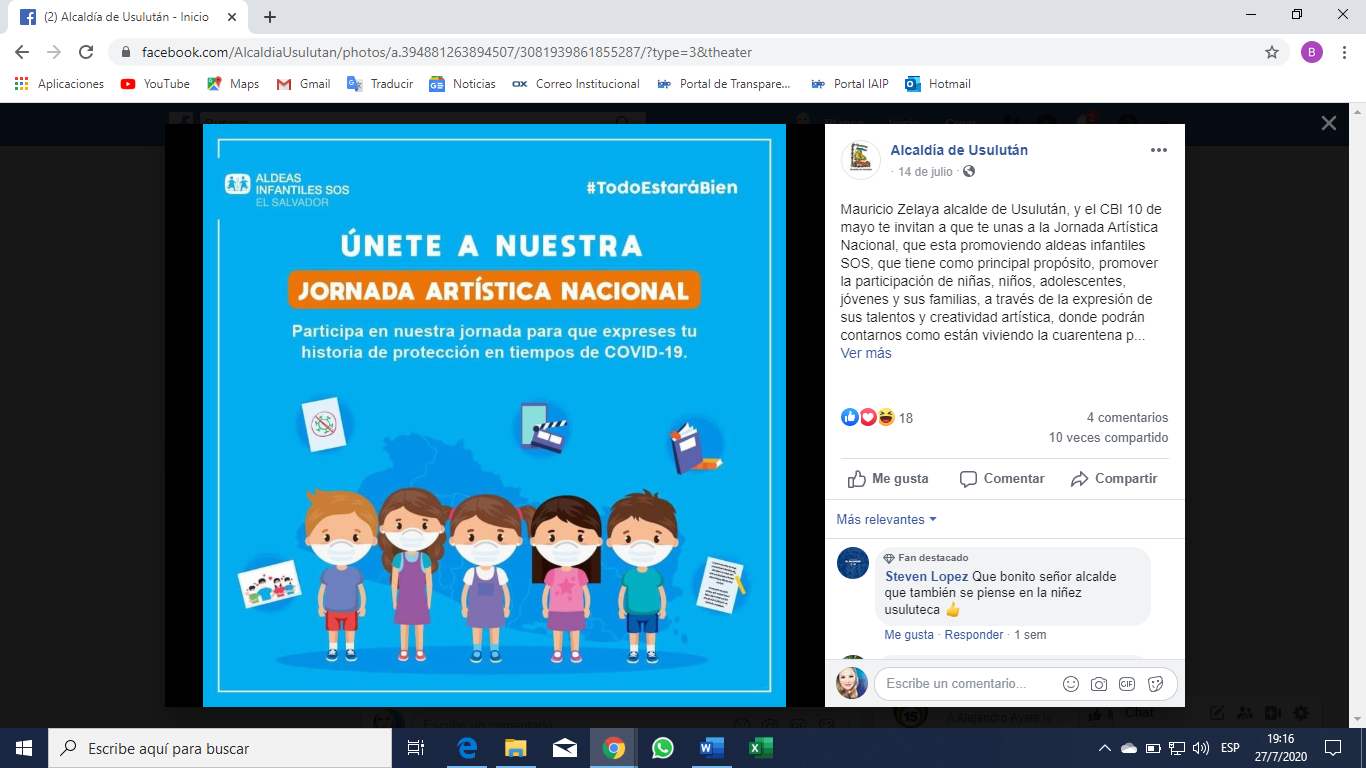 (2) Alcaldía de Usulután - Inicio
facebook.com/AlcaldiaUsulutan/photos/a.394881263894507/3081939861855287/?type=3&theater
B
Aplicaciones YouTube Maps Gmail Traducir Noticias Correo Institucional Portal de Transpare... Portal IAIP Hotmail
ALDEAS
INFANTILES SOS
EL SALVADOR
#TodoEstaráBien
ÚNETE A NUESTRA
JORNADA ARTÍSTICA NACIONAL
Participa en nuestra jornada para que expreses tu
historia de protección en tiempos de COVID-19.
Alcaldía de Usulután
· 14 de julio ·
Mauricio Zelaya alcalde de Usulután, y el CBI 10 de
mayo te invitan a que te unas a la Jornada Artística
Nacional, que esta promoviendo aldeas infantiles
SOS, que tiene como principal propósito, promover
la participación de niñas, niños, adolescentes,
jóvenes y sus familias, a través de la expresión de
sus talentos y creatividad artística, donde podrán
contarnos como están viviendo la cuarentena p...
Ver más
18
4 comentarios
10 veces compartido
Me gusta Comentar Compartir
Más relevantes
Fan destacado
Steven Lopez Que bonito señor alcalde
que también se piense en la niñez
usuluteca
Me gusta · Responder · 1 sem
Escribe un comentario...
GIF
Escribe un comentario
15
Chat
Escribe aquí para buscar
ESP
19:16
27/7/2020